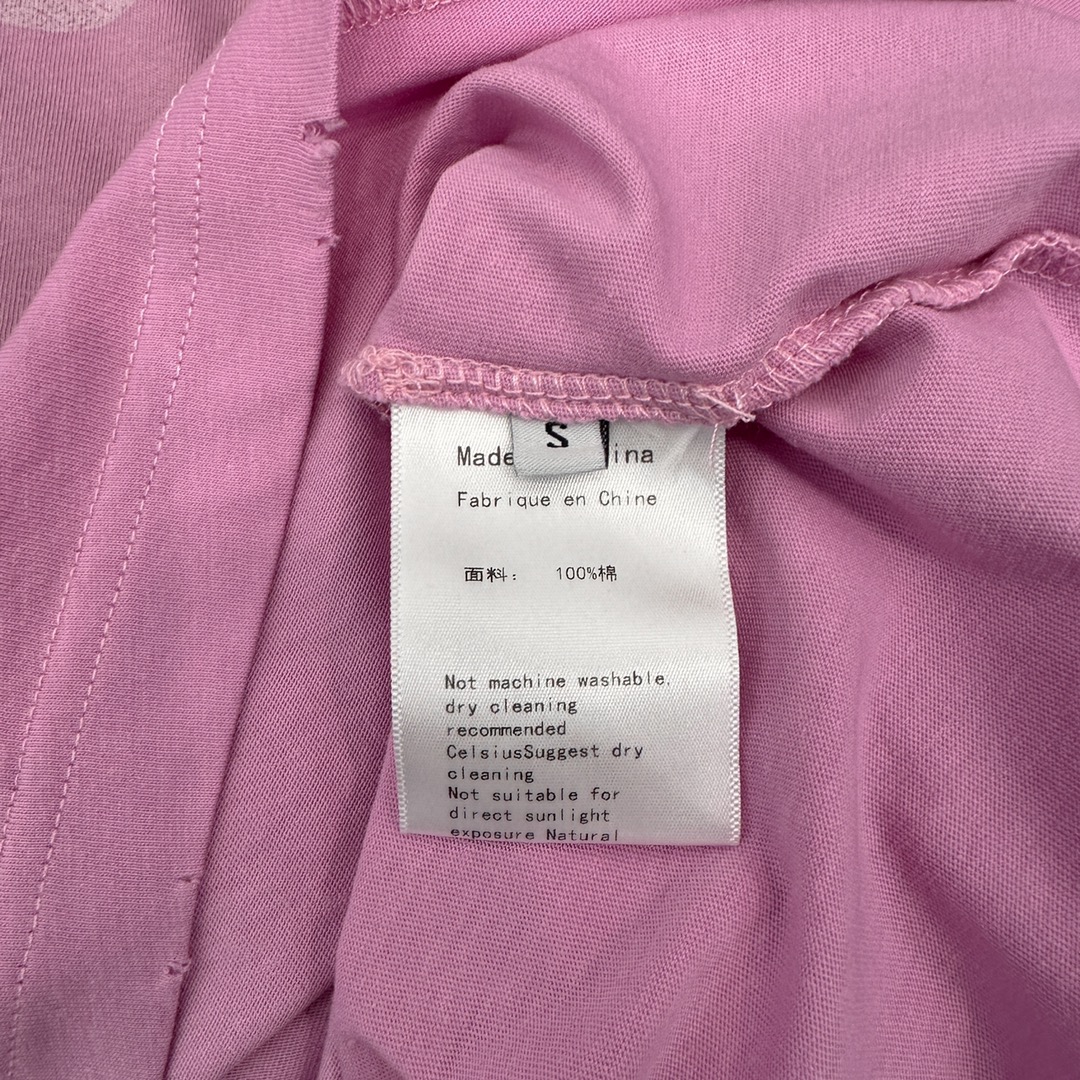 S
Made ina
Fabrique en Chine
面料： 100%棉
Not machine washable,
dry cleaning
recommended
CelsiusSuggest dry
cleaning
Not suitable for
direct sunlight
exposure Natural